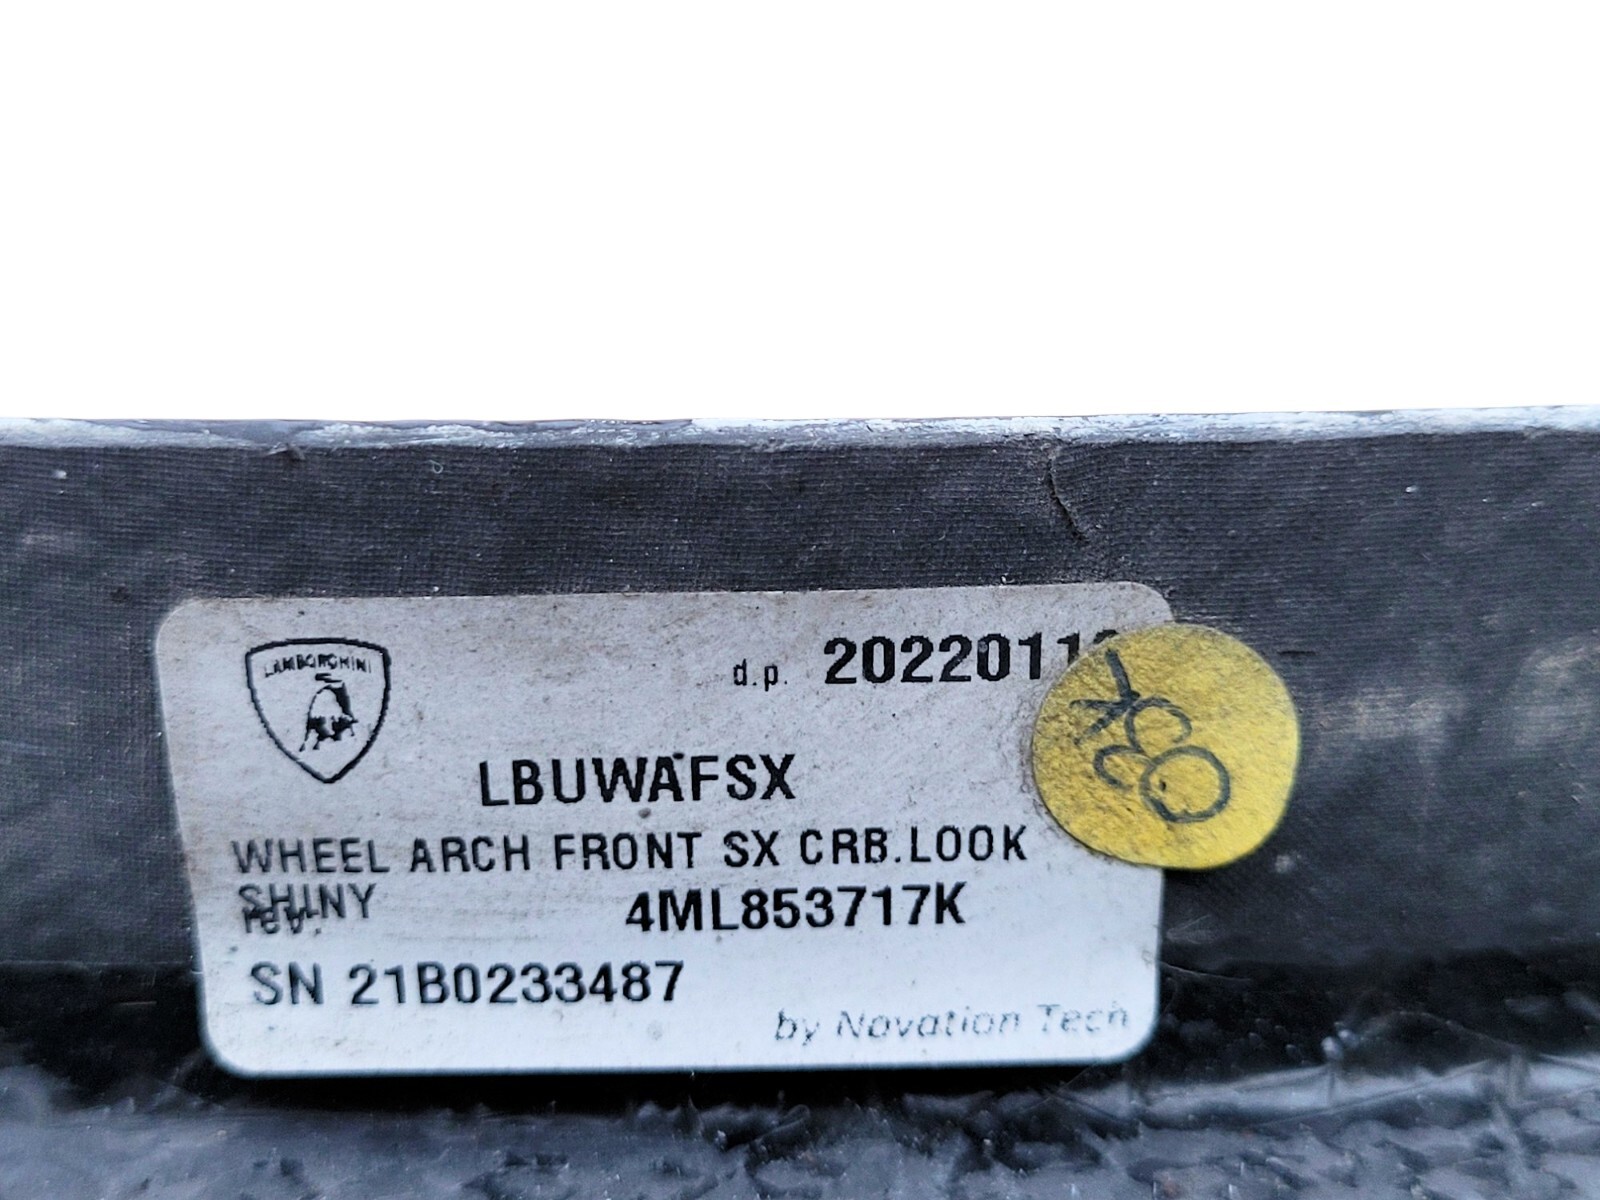 LAMBORGHINI
d.p. 2022011
LBUWAFSX
WHEEL ARCH FRONT SX CRB.LOOK
SHINY 4ML853717K
rev.
SN 21B0233487
by Novation Tech